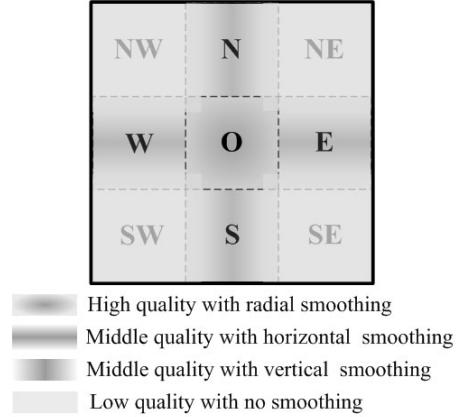 NW N NE
W O E
SW S SE
High quality with radial smoothing
Middle quality with horizontal smoothing
Middle quality with vertical smoothing
Low quality with no smoothing